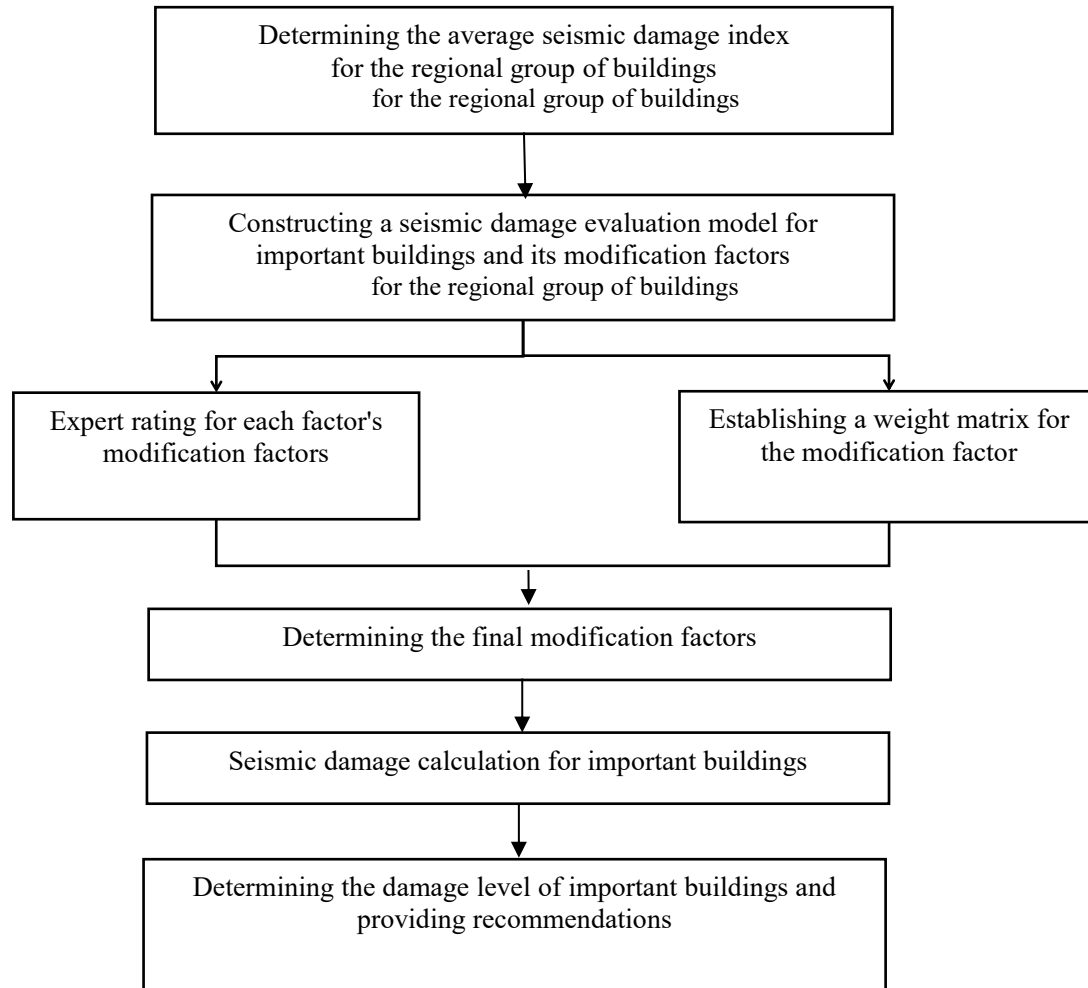 Determining the average seismic damage index
for the regional group of buildings
for the regional group of buildings
Constructing a seismic damage evaluation model for
important buildings and its modification factors
for the regional group of buildings
Expert rating for each factor's
modification factors
Establishing a weight matrix for
the modification factor
Determining the final modification factors
Seismic damage calculation for important buildings
Determining the damage level of important buildings and
providing recommendations